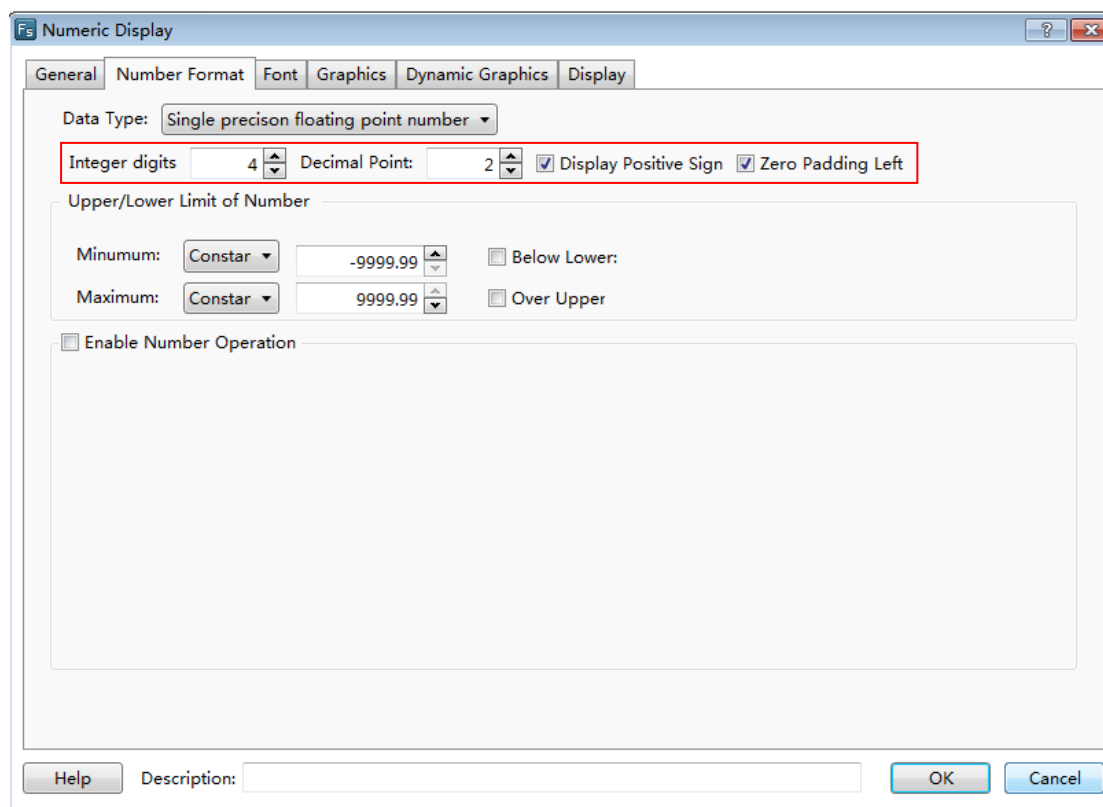 Fs Numeric Display ?
General Number Format Font Graphics Dynamic Graphics Display
Data Type: Single precison floating point number
Integer digits 4 Decimal Point: 2 Display Positive Sign Zero Padding Left
Upper/Lower Limit of Number
Minumum: Constar -9999.99 Below Lower:
Maximum: Constar 9999.99 Over Upper
Enable Number Operation
Help Description: OK Cancel